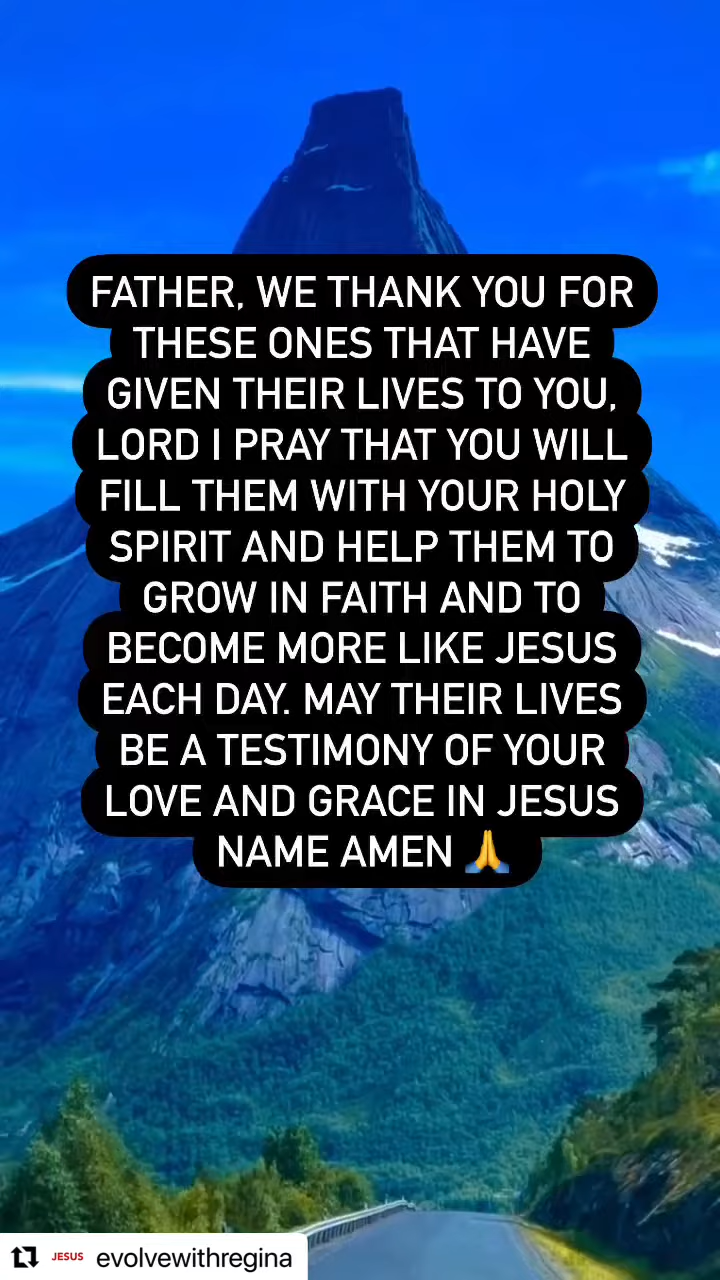 FATHER, WE THANK YOU FOR
THESE ONES THAT HAVE
GIVEN THEIR LIVES TO YOU,
LORD I PRAY THAT YOU WILL
FILL THEM WITH YOUR HOLY
SPIRIT AND HELP THEM TO
GROW IN FAITH AND TO
BECOME MORE LIKE JESUS
EACH DAY. MAY THEIR LIVES
BE A TESTIMONY OF YOUR
LOVE AND GRACE IN JESUS
NAME AMEN 🙏
JESUS evolvewithregina